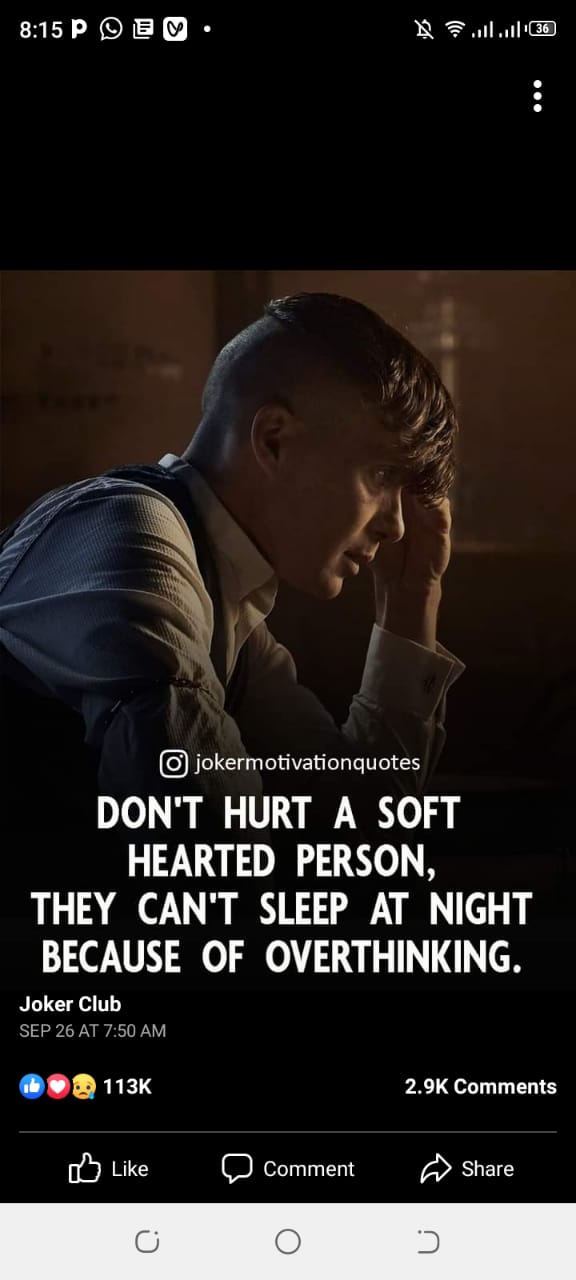 8:15
36
jokermotivationquotes
DON'T HURT A SOFT
HEARTED PERSON,
THEY CAN'T SLEEP AT NIGHT
BECAUSE OF OVERTHINKING.
Joker Club
SEP 26 AT 7:50 AM
113K 2.9K Comments
Like Comment Share